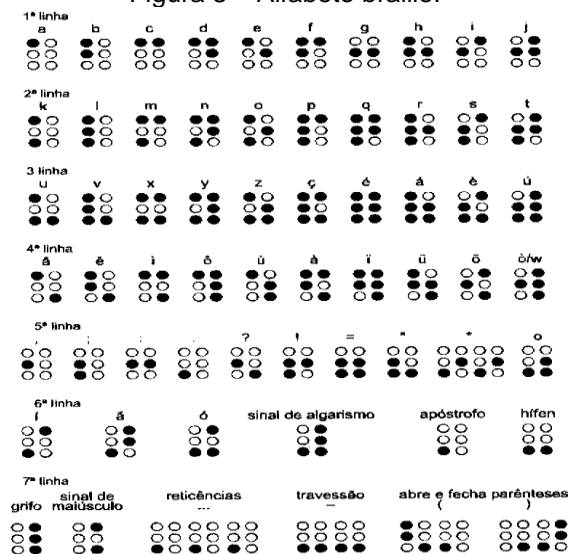 Figura 3 – Alfabeto braille.
1ª linha
a b c d e f g h i j
2ª linha
k l m n o p q r s t
3 linha
u v x y z ç é á è ú
4ª linha
â ê ì ô ù à ï ü õ ò/w
5ª linha
, ; : . ? ! = " * o
6ª linha
í ã ó sinal de algarismo apóstrofo hífen
7ª linha
grifo sinal de maiúsculo reticências ... travessão — abre e fecha parênteses ( )